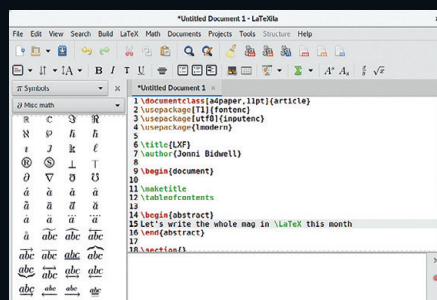 *Untitled Document 1 - LaTeXila
File Edit View Search Build LaTeX Math Documents Projects Tools Structure Help
B I T U
π Symbols
*Untitled Document 1
∂ Misc math
1 \documentclass[a4paper,11pt]{article}
2 \usepackage[T1]{fontenc}
3 \usepackage[utf8]{inputenc}
4 \usepackage{lmodern}
5
6 \title{LXF}
7 \author{Jonni Bidwell}
8
9 \begin{document}
10
11 \maketitle
12 \tableofcontents
13
14 \begin{abstract}
15 Let's write the whole mag in \LaTeX this month
16 \end{abstract}
17
18 \section{}